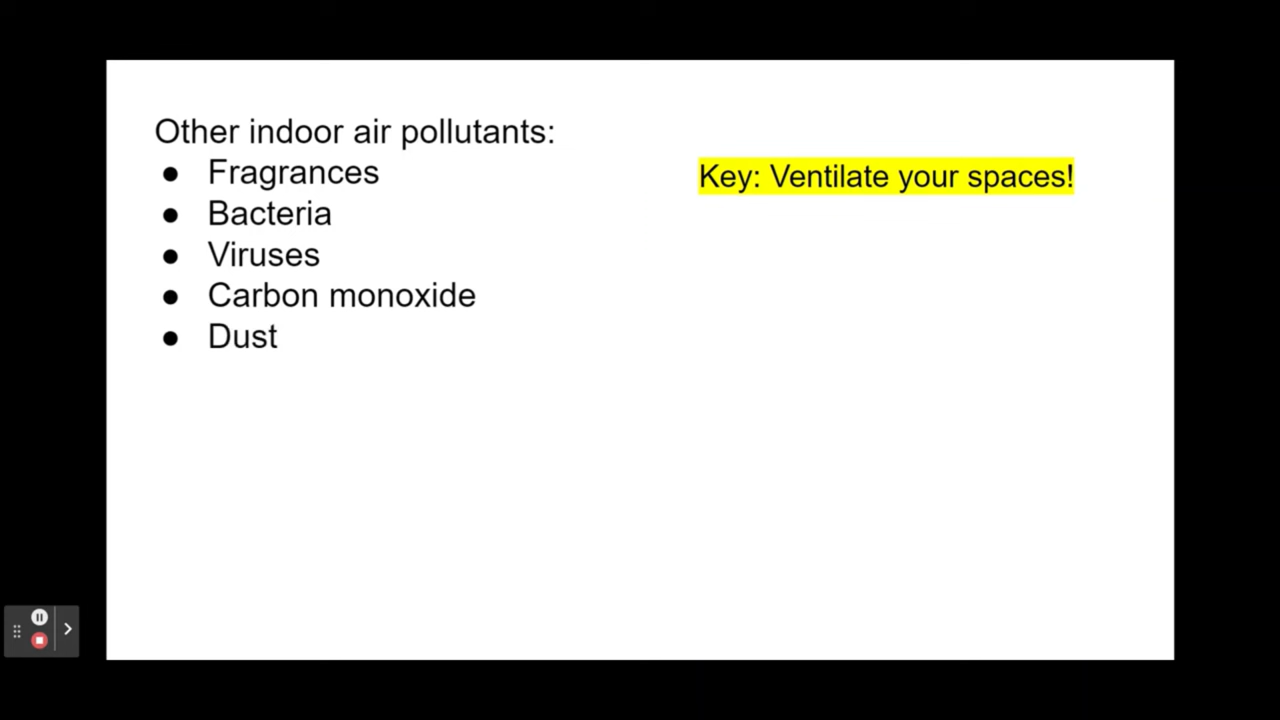 Other indoor air pollutants:
● Fragrances
● Bacteria
● Viruses
● Carbon monoxide
● Dust
Key: Ventilate your spaces!